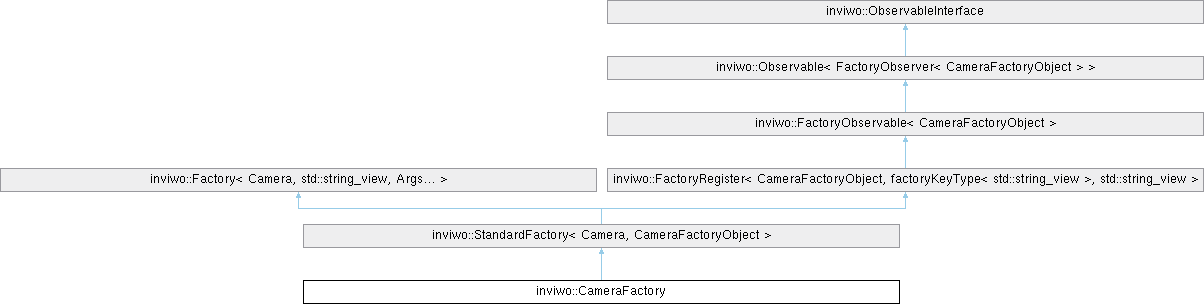 inviwo::ObservableInterface
inviwo::Observable< FactoryObserver< CameraFactoryObject > >
inviwo::FactoryObservable< CameraFactoryObject >
inviwo::Factory< Camera, std::string_view, Args... >
inviwo::FactoryRegister< CameraFactoryObject, factoryKeyType< std::string_view >, std::string_view >
inviwo::StandardFactory< Camera, CameraFactoryObject >
inviwo::CameraFactory